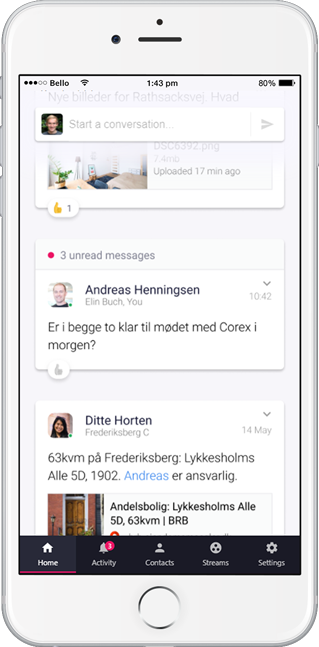 Bello
1:43 pm
80%
Nye billeder for Rathsacksvej. Hvad
Start a conversation...
DSC6392.png
7.4mb
Uploaded 17 min ago
1
3 unread messages
Andreas Henningsen
Elin Buch, You
10:42
Er i begge to klar til mødet med Corex i
morgen?
Ditte Horten
Frederiksberg C
14 May
63kvm på Frederiksberg: Lykkesholms
Alle 5D, 1902. Andreas er ansvarlig.
Andelsbolig: Lykkesholms Alle
5D, 63kvm | BRB
3
Home
Activity
Contacts
Streams
Settings